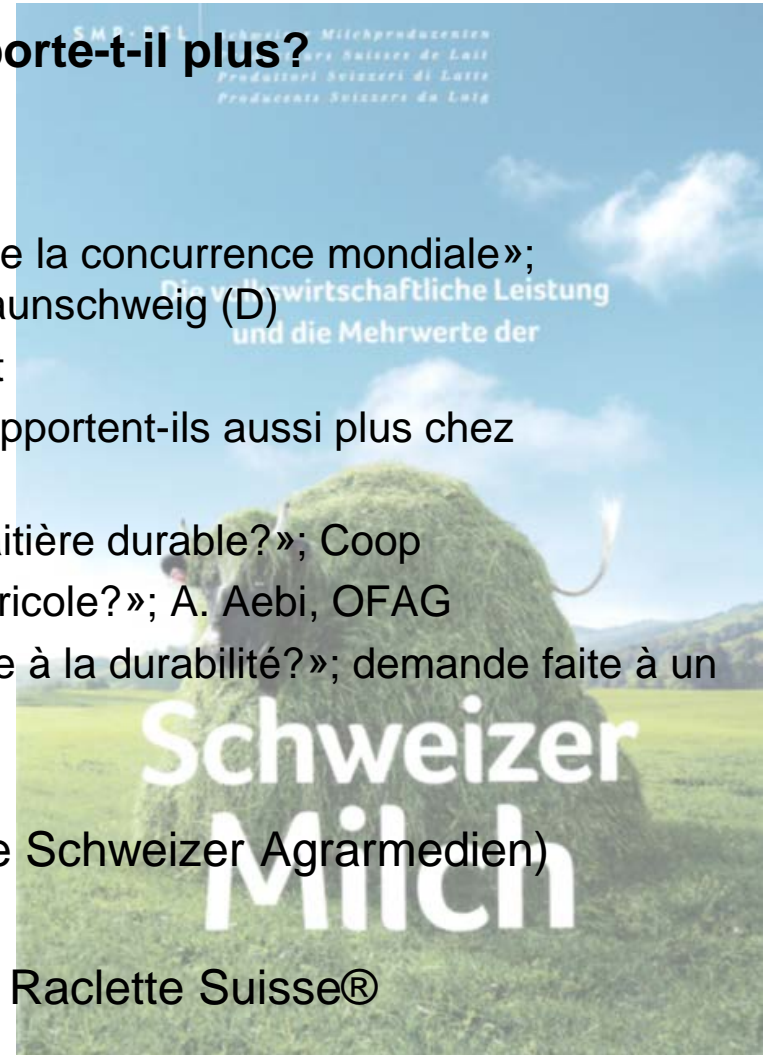 porte-t-il plus?
SMP·PSL
Schweizer Milchproduzenten
Producteurs Suisses de Lait
Produttori Svizzeri di Latte
Producents Svizzers da Latg
e la concurrence mondiale»;
aunschweig (D)
Die volkswirtschaftliche Leistung
und die Mehrwerte der
t
pportent-ils aussi plus chez
itière durable?»; Coop
ricole?»; A. Aebi, OFAG
e à la durabilité?»; demande faite à un
Schweizer
Milch
e Schweizer Agrarmedien)
Raclette Suisse®